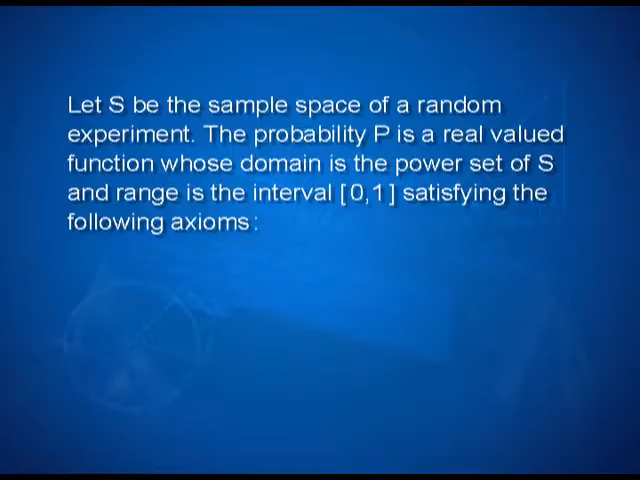 Let S be the sample space of a random
experiment. The probability P is a real valued
function whose domain is the power set of S
and range is the interval [0,1] satisfying the
following axioms: